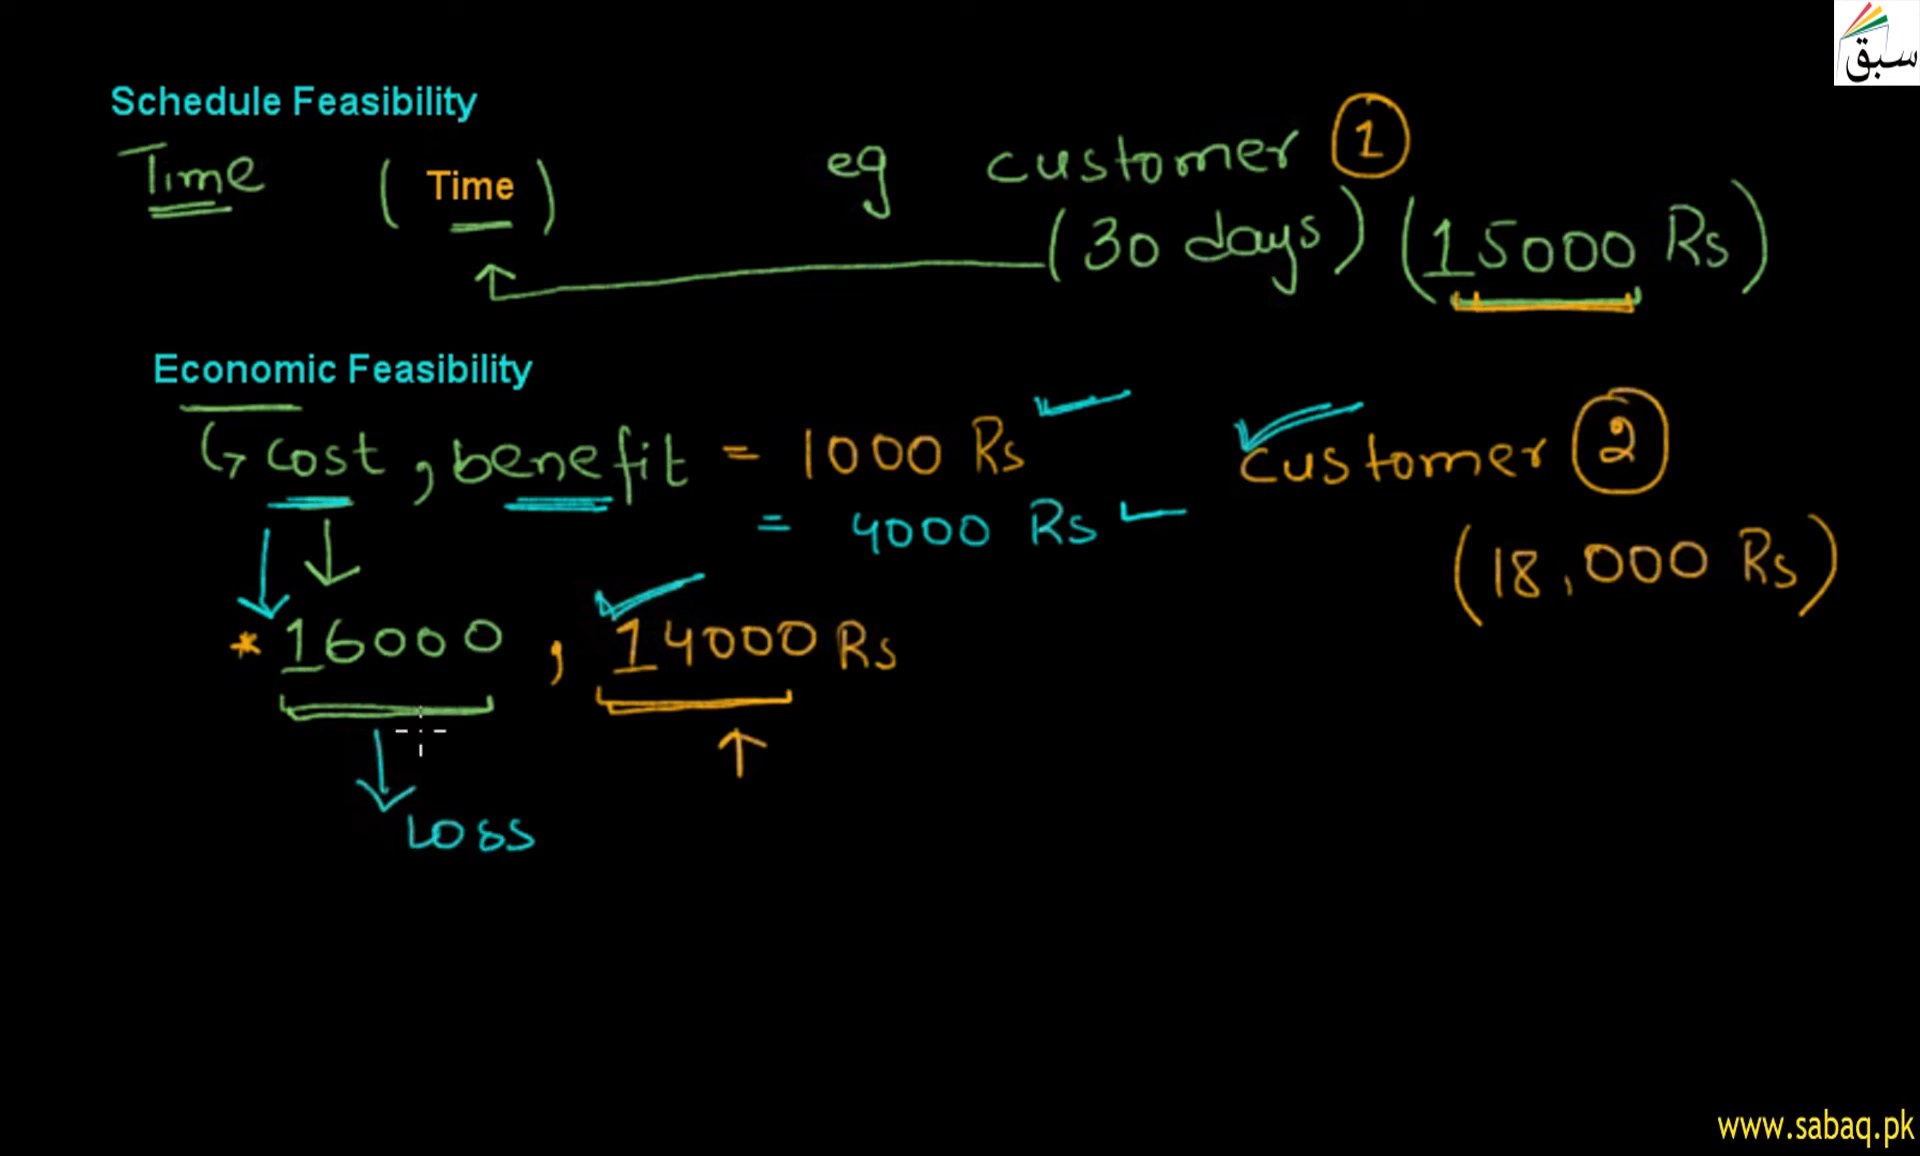 سبق
Schedule Feasibility
Time ( Time ) eg customer 1
(30 days) (15000 Rs)
Economic Feasibility
cost, benefit = 1000 Rs customer 2
= 4000 Rs
(18,000 Rs)
* 16000, 14000 Rs
Loss
www.sabaq.pk